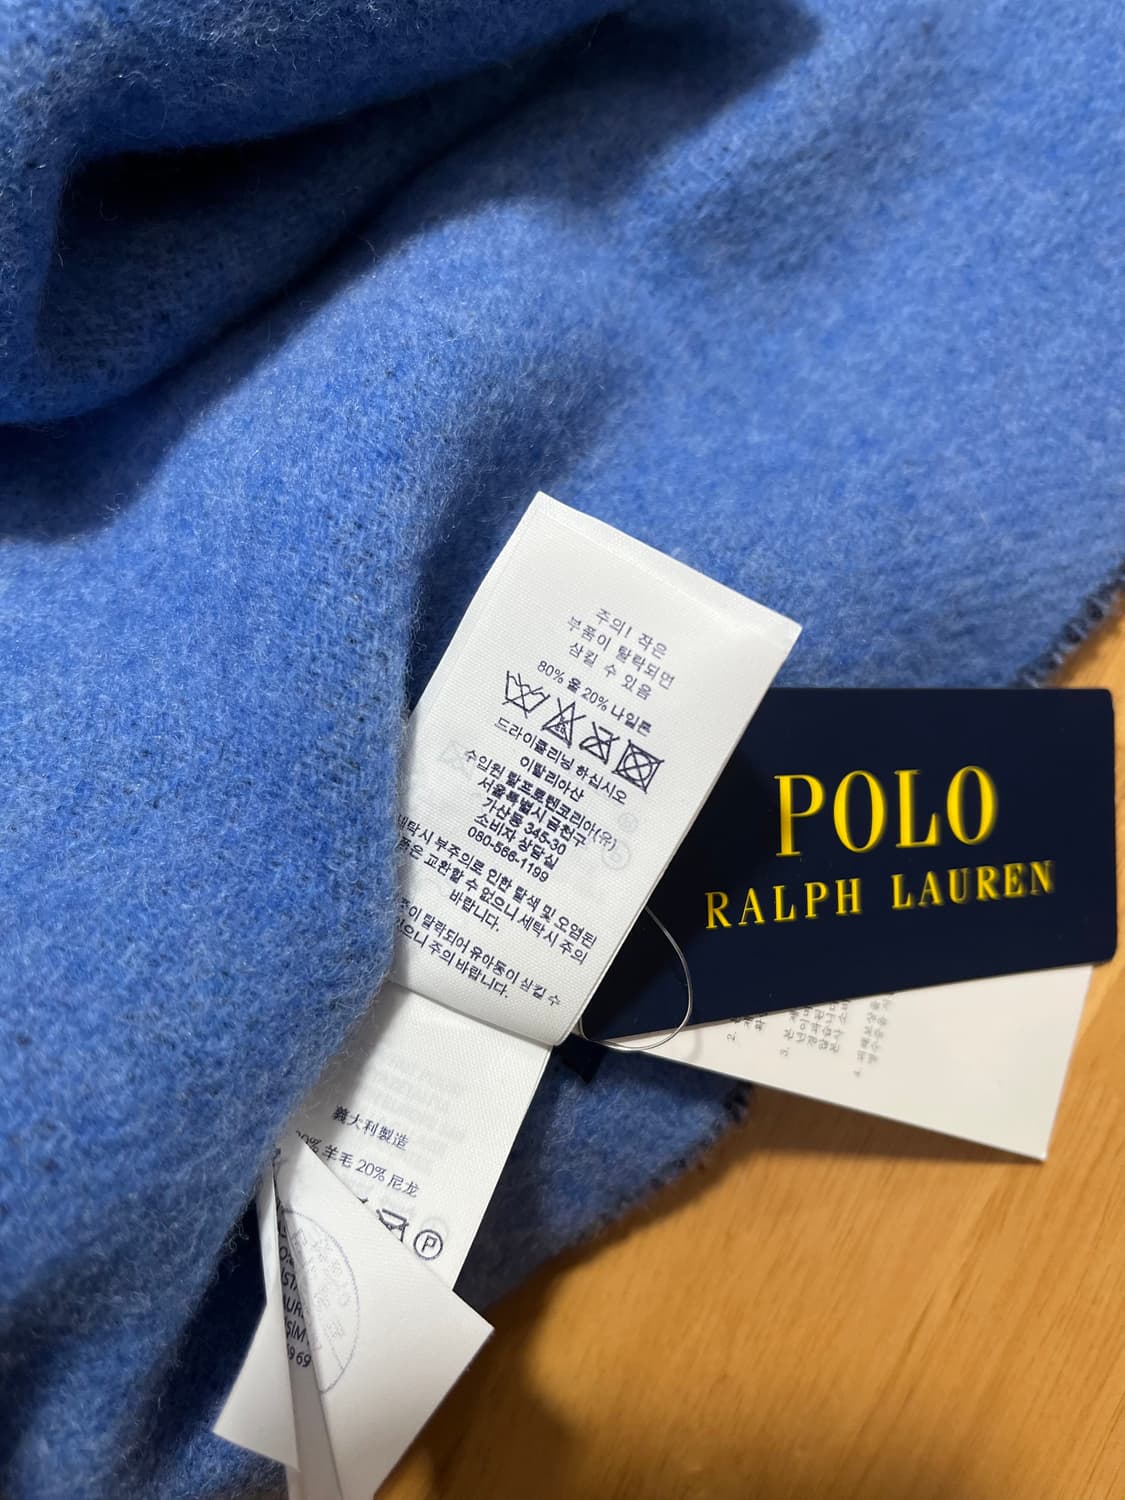 주의! 작은
부품이 탈락되면
삼킬 수 있음
80% 울 20% 나일론
드라이클리닝 하십시오
이탈리아산
수입원 랄프로렌코리아(유)
서울특별시 금천구
가산동 345-30
소비자 상담실
080-566-1199
세탁시 부주의로 인한 탈색 및 오염된
은 교환할 수 없으니 세탁시 주의
바랍니다.
이 탈락되어 유아동이 삼킬 수
으니 주의 바랍니다.
POLO
RALPH LAUREN
2.
3.
4.
義大利製造
羊毛 20% 尼龙
P